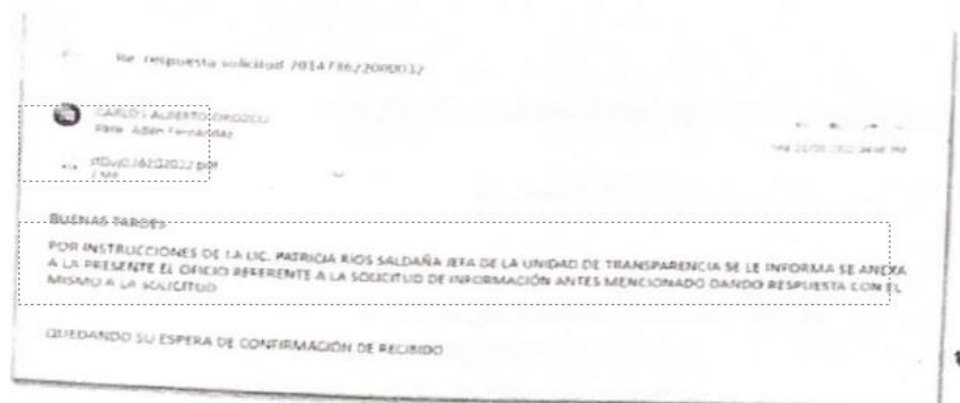 Re: respuesta solicitud
CARLOS ALBERTO OROZCO
Para: Adán Fernández
BUENAS TARDES
POR INSTRUCCIONES DE LA LIC. PATRICIA RIOS SALDAÑA JEFA DE LA UNIDAD DE TRANSPARENCIA SE LE INFORMA SE ANEXA
A LA PRESENTE EL OFICIO REFERENTE A LA SOLICITUD DE INFORMACIÓN ANTES MENCIONADO DANDO RESPUESTA CON EL
MISMO A LA SOLICITUD
QUEDANDO SU ESPERA DE CONFIRMACIÓN DE RECIBIDO